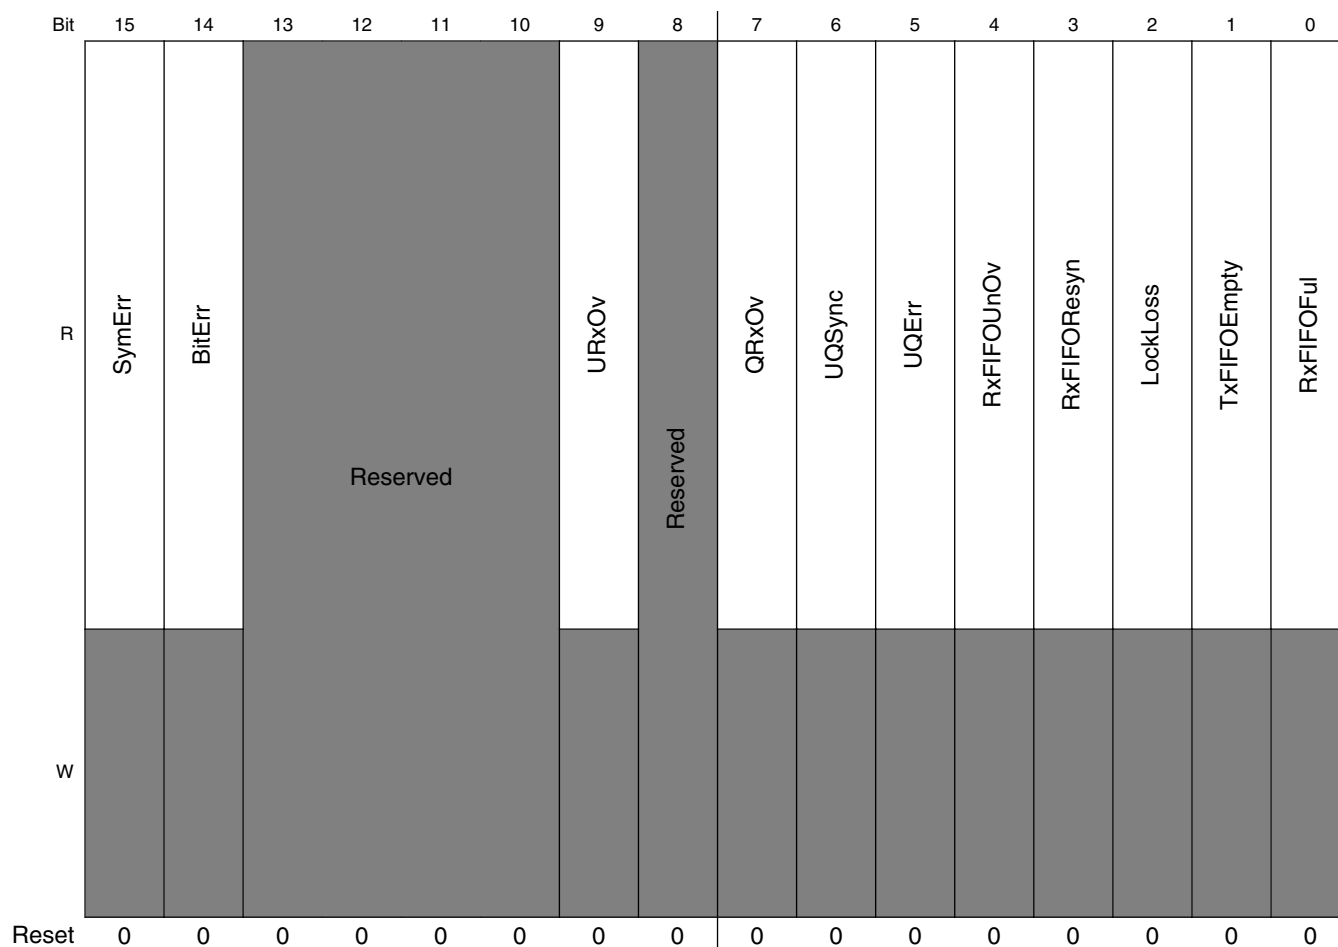 Bit 15 14 13 12 11 10 9 8 7 6 5 4 3 2 1 0
R SymErr BitErr Reserved URxOv Reserved QRxOv UQSync UQErr RxFIFOUnOv RxFIFOResyn LockLoss TxFIFOEmpty RxFIFOFul
W
Reset 0 0 0 0 0 0 0 0 0 0 0 0 0 0 0 0